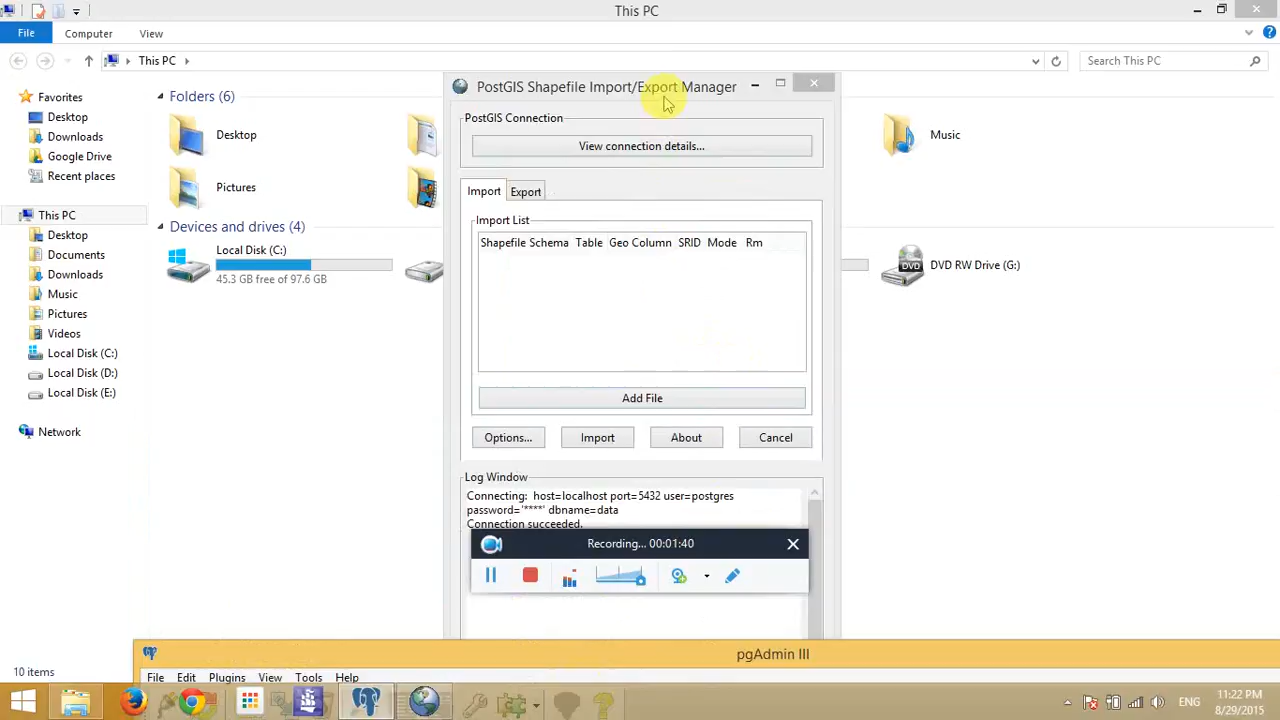 This PC
File
Computer
View
This PC
Search This PC
Favorites
Desktop
Downloads
Google Drive
Recent places
This PC
Desktop
Documents
Downloads
Music
Pictures
Videos
Local Disk (C:)
Local Disk (D:)
Local Disk (E:)
Network
Folders (6)
Desktop
Music
Pictures
Devices and drives (4)
Local Disk (C:)
45.3 GB free of 97.6 GB
DVD
DVD RW Drive (G:)
PostGIS Shapefile Import/Export Manager
PostGIS Connection
View connection details...
Import
Export
Import List
Shapefile Schema Table Geo Column SRID Mode Rm
Add File
Options...
Import
About
Cancel
Log Window
Connecting: host=localhost port=5432 user=postgres
password='****' dbname=data
Connection succeeded.
Recording... 00:01:40
pgAdmin III
File Edit Plugins View Tools Help
10 items
ENG
11:22 PM
8/29/2015